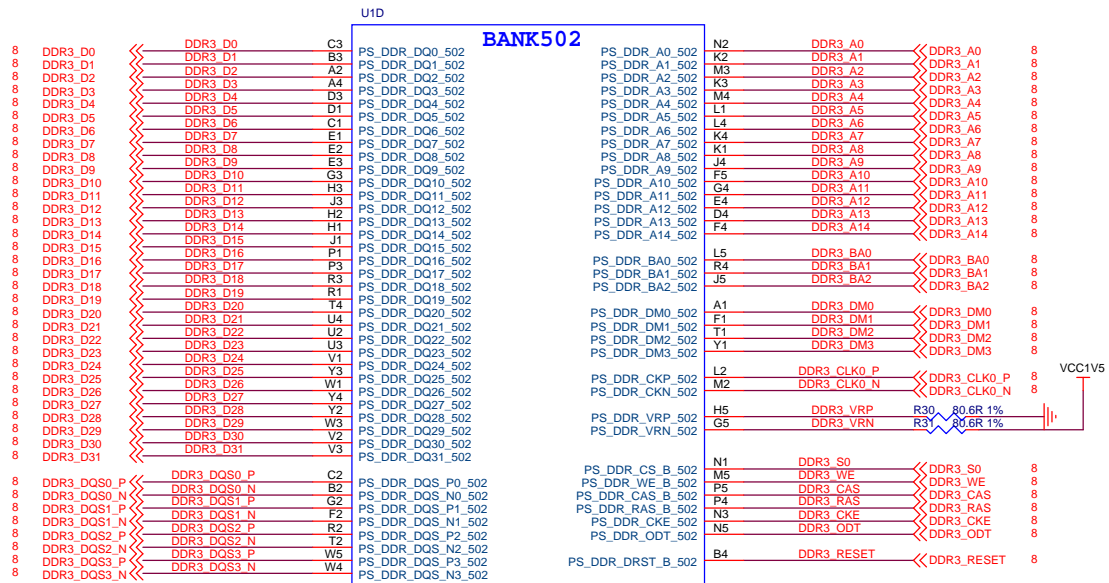 U1D
BANK502
8 DDR3_D0 DDR3_D0 C3 PS_DDR_DQ0_502 PS_DDR_A0_502 N2 DDR3_A0 DDR3_A0 8
8 DDR3_D1 DDR3_D1 B3 PS_DDR_DQ1_502 PS_DDR_A1_502 K2 DDR3_A1 DDR3_A1 8
8 DDR3_D2 DDR3_D2 A2 PS_DDR_DQ2_502 PS_DDR_A2_502 M3 DDR3_A2 DDR3_A2 8
8 DDR3_D3 DDR3_D3 A4 PS_DDR_DQ3_502 PS_DDR_A3_502 K3 DDR3_A3 DDR3_A3 8
8 DDR3_D4 DDR3_D4 D3 PS_DDR_DQ4_502 PS_DDR_A4_502 M4 DDR3_A4 DDR3_A4 8
8 DDR3_D5 DDR3_D5 D1 PS_DDR_DQ5_502 PS_DDR_A5_502 L1 DDR3_A5 DDR3_A5 8
8 DDR3_D6 DDR3_D6 C1 PS_DDR_DQ6_502 PS_DDR_A6_502 L4 DDR3_A6 DDR3_A6 8
8 DDR3_D7 DDR3_D7 E1 PS_DDR_DQ7_502 PS_DDR_A7_502 K4 DDR3_A7 DDR3_A7 8
8 DDR3_D8 DDR3_D8 E2 PS_DDR_DQ8_502 PS_DDR_A8_502 K1 DDR3_A8 DDR3_A8 8
8 DDR3_D9 DDR3_D9 E3 PS_DDR_DQ9_502 PS_DDR_A9_502 J4 DDR3_A9 DDR3_A9 8
8 DDR3_D10 DDR3_D10 G3 PS_DDR_DQ10_502 PS_DDR_A10_502 F5 DDR3_A10 DDR3_A10 8
8 DDR3_D11 DDR3_D11 H3 PS_DDR_DQ11_502 PS_DDR_A11_502 G4 DDR3_A11 DDR3_A11 8
8 DDR3_D12 DDR3_D12 J3 PS_DDR_DQ12_502 PS_DDR_A12_502 E4 DDR3_A12 DDR3_A12 8
8 DDR3_D13 DDR3_D13 H2 PS_DDR_DQ13_502 PS_DDR_A13_502 D4 DDR3_A13 DDR3_A13 8
8 DDR3_D14 DDR3_D14 H1 PS_DDR_DQ14_502 PS_DDR_A14_502 F4 DDR3_A14 DDR3_A14 8
8 DDR3_D15 DDR3_D15 J1 PS_DDR_DQ15_502
8 DDR3_D16 DDR3_D16 P1 PS_DDR_DQ16_502 PS_DDR_BA0_502 L5 DDR3_BA0 DDR3_BA0 8
8 DDR3_D17 DDR3_D17 P3 PS_DDR_DQ17_502 PS_DDR_BA1_502 R4 DDR3_BA1 DDR3_BA1 8
8 DDR3_D18 DDR3_D18 R3 PS_DDR_DQ18_502 PS_DDR_BA2_502 J5 DDR3_BA2 DDR3_BA2 8
8 DDR3_D19 DDR3_D19 R1 PS_DDR_DQ19_502
8 DDR3_D20 DDR3_D20 T4 PS_DDR_DQ20_502 PS_DDR_DM0_502 A1 DDR3_DM0 DDR3_DM0 8
8 DDR3_D21 DDR3_D21 U4 PS_DDR_DQ21_502 PS_DDR_DM1_502 F1 DDR3_DM1 DDR3_DM1 8
8 DDR3_D22 DDR3_D22 U2 PS_DDR_DQ22_502 PS_DDR_DM2_502 T1 DDR3_DM2 DDR3_DM2 8
8 DDR3_D23 DDR3_D23 U3 PS_DDR_DQ23_502 PS_DDR_DM3_502 Y1 DDR3_DM3 DDR3_DM3 8
8 DDR3_D24 DDR3_D24 V1 PS_DDR_DQ24_502
VCC1V5
8 DDR3_D25 DDR3_D25 Y3 PS_DDR_DQ25_502 PS_DDR_CKP_502 L2 DDR3_CLK0_P DDR3_CLK0_P 8
8 DDR3_D26 DDR3_D26 W1 PS_DDR_DQ26_502 PS_DDR_CKN_502 M2 DDR3_CLK0_N DDR3_CLK0_N 8
8 DDR3_D27 DDR3_D27 Y4 PS_DDR_DQ27_502
8 DDR3_D28 DDR3_D28 Y2 PS_DDR_DQ28_502 PS_DDR_VRP_502 H5 DDR3_VRP R30 80.6R 1%
8 DDR3_D29 DDR3_D29 W3 PS_DDR_DQ29_502 PS_DDR_VRN_502 G5 DDR3_VRN R31 80.6R 1%
8 DDR3_D30 DDR3_D30 V2 PS_DDR_DQ30_502
8 DDR3_D31 DDR3_D31 V3 PS_DDR_DQ31_502
PS_DDR_CS_B_502 N1 DDR3_S0 DDR3_S0 8
8 DDR3_DQS0_P DDR3_DQS0_P C2 PS_DDR_DQS_P0_502 PS_DDR_WE_B_502 M5 DDR3_WE DDR3_WE 8
8 DDR3_DQS0_N DDR3_DQS0_N B2 PS_DDR_DQS_N0_502 PS_DDR_CAS_B_502 P5 DDR3_CAS DDR3_CAS 8
8 DDR3_DQS1_P DDR3_DQS1_P G2 PS_DDR_DQS_P1_502 PS_DDR_RAS_B_502 P4 DDR3_RAS DDR3_RAS 8
8 DDR3_DQS1_N DDR3_DQS1_N F2 PS_DDR_DQS_N1_502 PS_DDR_CKE_502 N3 DDR3_CKE DDR3_CKE 8
8 DDR3_DQS2_P DDR3_DQS2_P R2 PS_DDR_DQS_P2_502 PS_DDR_ODT_502 N5 DDR3_ODT DDR3_ODT 8
8 DDR3_DQS2_N DDR3_DQS2_N T2 PS_DDR_DQS_N2_502
8 DDR3_DQS3_P DDR3_DQS3_P W5 PS_DDR_DQS_P3_502 PS_DDR_DRST_B_502 B4 DDR3_RESET DDR3_RESET 8
8 DDR3_DQS3_N DDR3_DQS3_N W4 PS_DDR_DQS_N3_502